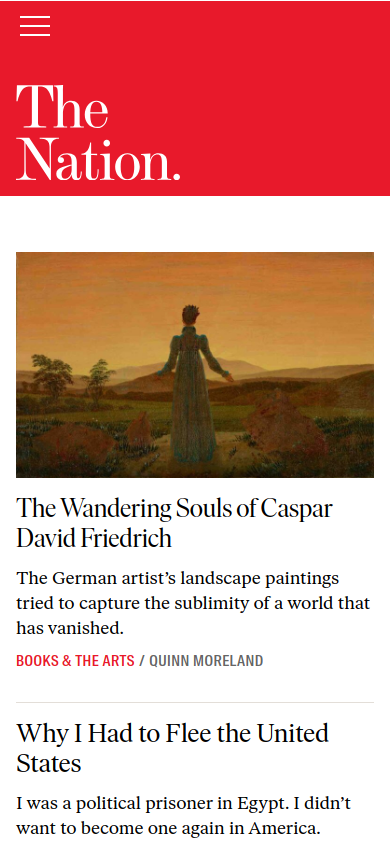 The
Nation.
The Wandering Souls of Caspar
David Friedrich
The German artist’s landscape paintings
tried to capture the sublimity of a world that
has vanished.
BOOKS & THE ARTS / QUINN MORELAND
Why I Had to Flee the United
States
I was a political prisoner in Egypt. I didn’t
want to become one again in America.